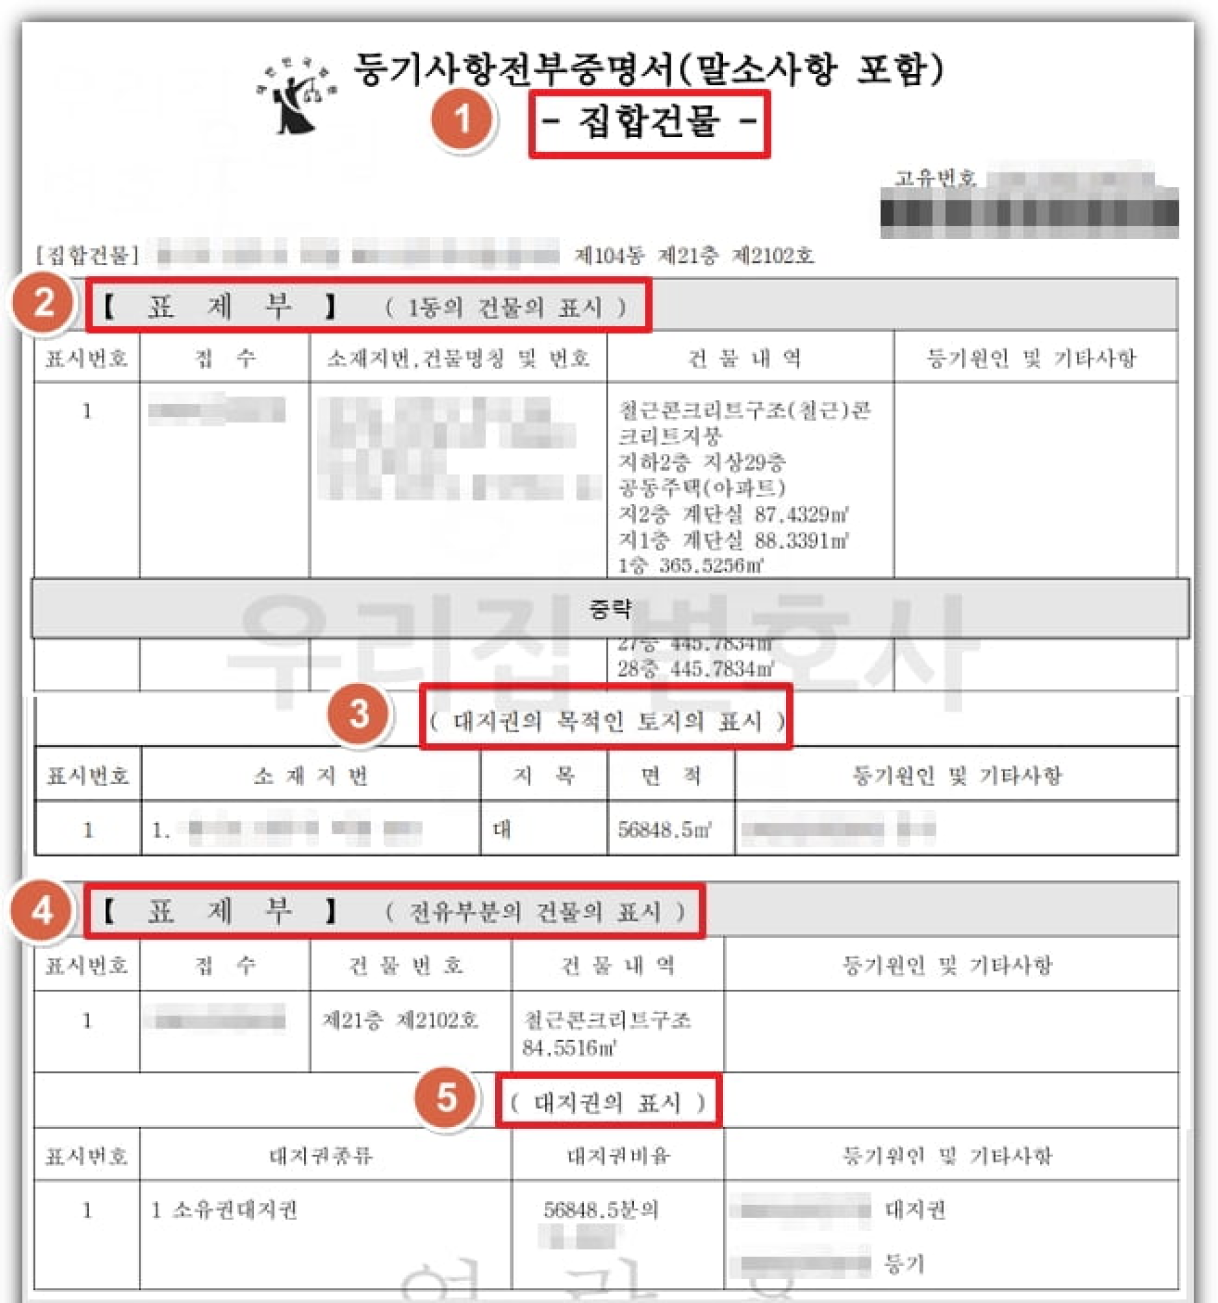 대한민국법원
등기사항전부증명서(말소사항 포함)
1
- 집합건물 -
고유번호
[집합건물] 제104동 제21층 제2102호
2
【 표 제 부 】 ( 1동의 건물의 표시 )
표시번호 접 수 소재지번,건물명칭 및 번호 건 물 내 역 등기원인 및 기타사항
1 철근콘크리트구조(철근)콘
크리트지붕
지하2층 지상29층
공동주택(아파트)
지2층 계단실 87.4329㎡
지1층 계단실 88.3391㎡
1층 365.5256㎡
중략
우리집 변호사
27층 445.7834㎡
28층 445.7834㎡
3
( 대지권의 목적인 토지의 표시 )
표시번호 소 재 지 번 지 목 면 적 등기원인 및 기타사항
1 1. 대 56848.5㎡
4
【 표 제 부 】 ( 전유부분의 건물의 표시 )
표시번호 접 수 건 물 번 호 건 물 내 역 등기원인 및 기타사항
1 제21층 제2102호 철근콘크리트구조
84.5516㎡
5
( 대지권의 표시 )
표시번호 대지권종류 대지권비율 등기원인 및 기타사항
1 1 소유권대지권 56848.5분의 대지권
등기
열 람 용